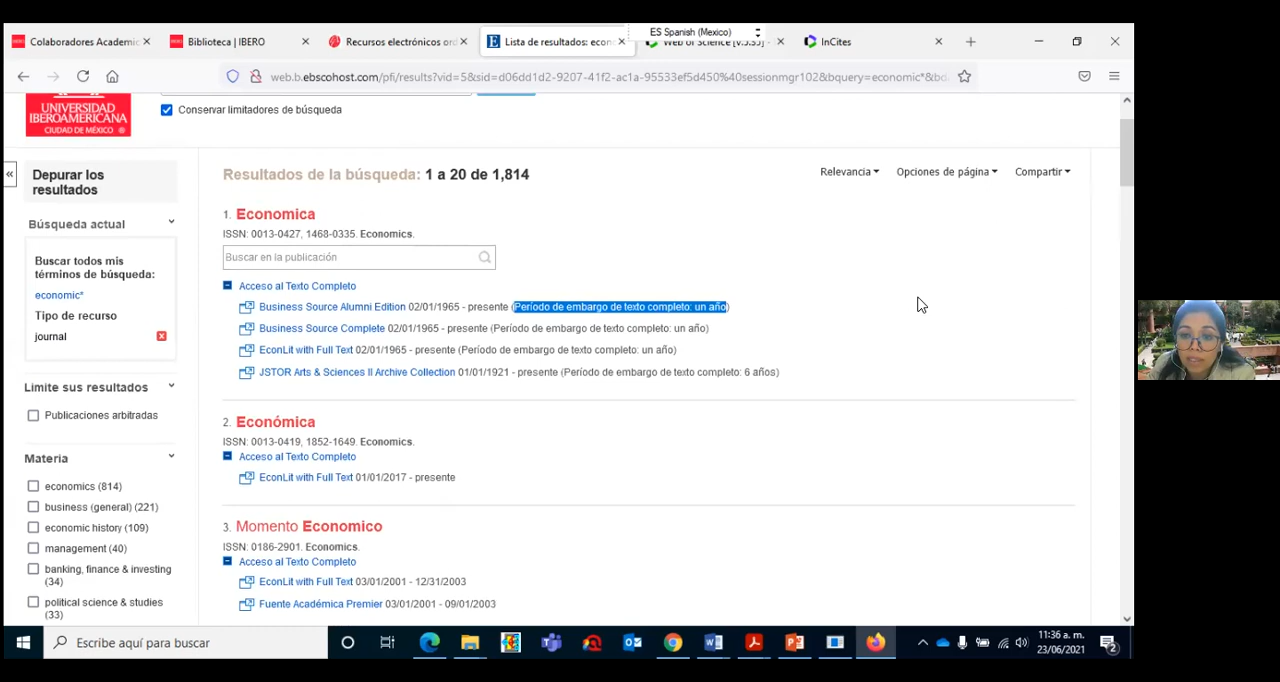 ES Spanish (Mexico)
Colaboradores Academic
Biblioteca | IBERO
Recursos electrónicos ord
Lista de resultados: econ
Web of Science [v.5.35]
InCites
web.b.ebscohost.com/pfi/results?vid=5&sid=d06dd1d2-9207-41f2-ac1a-95533ef5d450%40sessionmgr102&bquery=economic*&bd
UNIVERSIDAD
IBEROAMERICANA
CIUDAD DE MÉXICO
Conservar limitadores de búsqueda
Depurar los
resultados
Búsqueda actual
Buscar todos mis
términos de búsqueda:
economic*
Tipo de recurso
journal
Limite sus resultados
Publicaciones arbitradas
Materia
economics (814)
business (general) (221)
economic history (109)
management (40)
banking, finance & investing
(34)
political science & studies
(33)
Resultados de la búsqueda: 1 a 20 de 1,814
Relevancia
Opciones de página
Compartir
1. Economica
ISSN: 0013-0427, 1468-0335. Economics.
Buscar en la publicación
Acceso al Texto Completo
Business Source Alumni Edition 02/01/1965 - presente (Período de embargo de texto completo: un año)
Business Source Complete 02/01/1965 - presente (Período de embargo de texto completo: un año)
EconLit with Full Text 02/01/1965 - presente (Período de embargo de texto completo: un año)
JSTOR Arts & Sciences II Archive Collection 01/01/1921 - presente (Período de embargo de texto completo: 6 años)
2. Económica
ISSN: 0013-0419, 1852-1649. Economics.
Acceso al Texto Completo
EconLit with Full Text 01/01/2017 - presente
3. Momento Economico
ISSN: 0186-2901. Economics.
Acceso al Texto Completo
EconLit with Full Text 03/01/2001 - 12/31/2003
Fuente Académica Premier 03/01/2001 - 09/01/2003
Escribe aquí para buscar
11:36 a. m.
23/06/2021
2